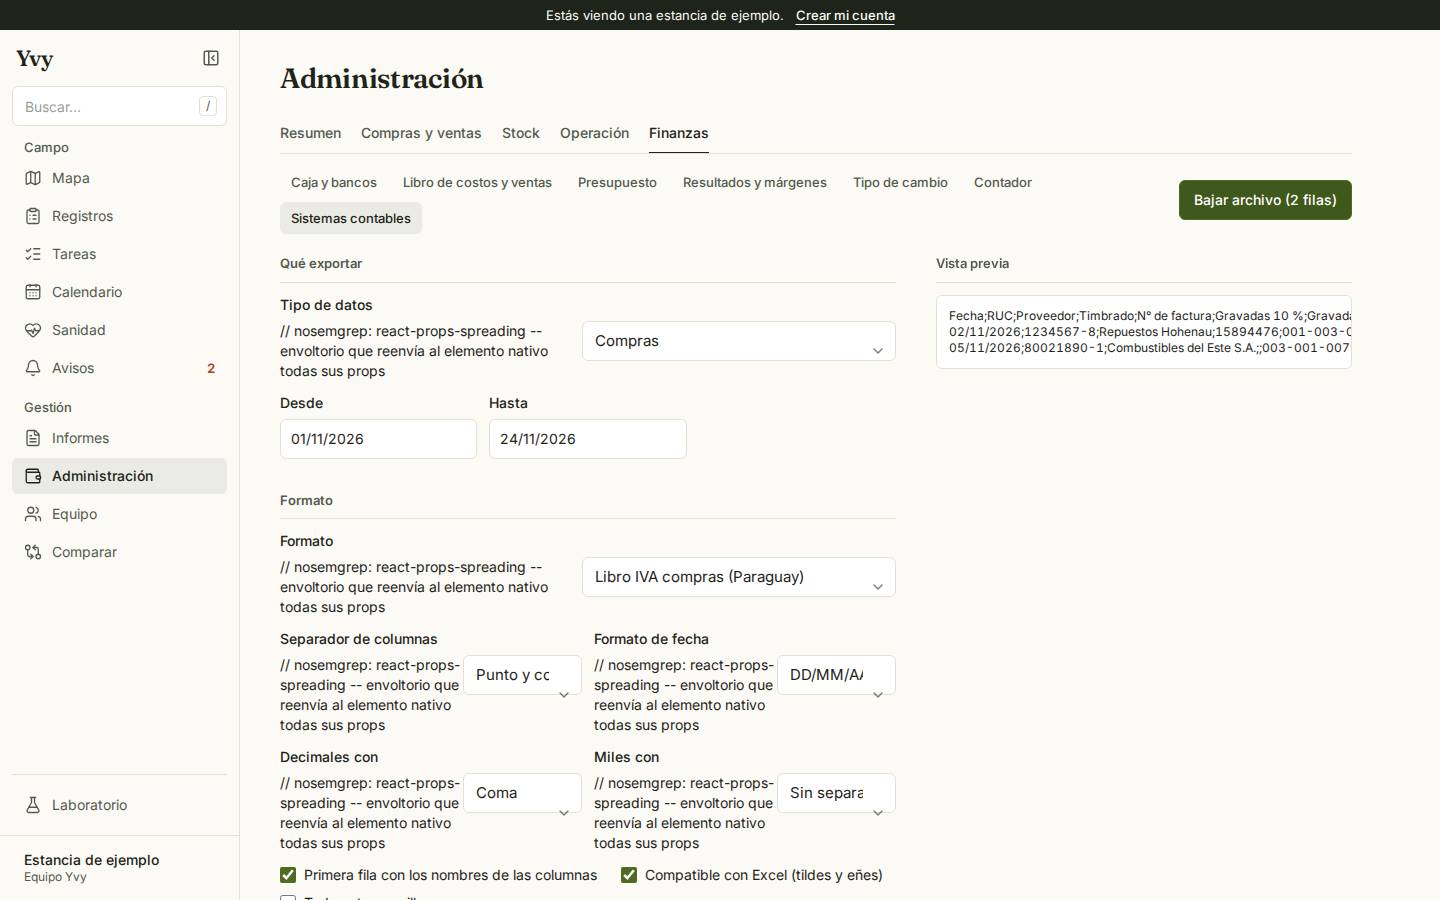 Estás viendo una estancia de ejemplo. Crear mi cuenta
Yvy
Buscar... /
Campo
Mapa
Registros
Tareas
Calendario
Sanidad
Avisos 2
Gestión
Informes
Administración
Equipo
Comparar
Laboratorio
Estancia de ejemplo
Equipo Yvy
Administración
Resumen Compras y ventas Stock Operación Finanzas
Caja y bancos Libro de costos y ventas Presupuesto Resultados y márgenes Tipo de cambio Contador
Sistemas contables
Bajar archivo (2 filas)
Qué exportar
Tipo de datos
// nosemgrep: react-props-spreading --
envoltorio que reenvía al elemento nativo
todas sus props
Compras
Desde Hasta
01/11/2026 24/11/2026
Formato
Formato
// nosemgrep: react-props-spreading --
envoltorio que reenvía al elemento nativo
todas sus props
Libro IVA compras (Paraguay)
Separador de columnas
// nosemgrep: react-props-
spreading -- envoltorio que
reenvía al elemento nativo
todas sus props
Punto y co
Formato de fecha
// nosemgrep: react-props-
spreading -- envoltorio que
reenvía al elemento nativo
todas sus props
DD/MM/AA
Decimales con
// nosemgrep: react-props-
spreading -- envoltorio que
reenvía al elemento nativo
todas sus props
Coma
Miles con
// nosemgrep: react-props-
spreading -- envoltorio que
reenvía al elemento nativo
todas sus props
Sin separa
Primera fila con los nombres de las columnas
Compatible con Excel (tildes y eñes)
Vista previa
Fecha;RUC;Proveedor;Timbrado;Nº de factura;Gravadas 10 %;Gravada
02/11/2026;1234567-8;Repuestos Hohenau;15894476;001-003-0
05/11/2026;80021890-1;Combustibles del Este S.A.;;003-001-007